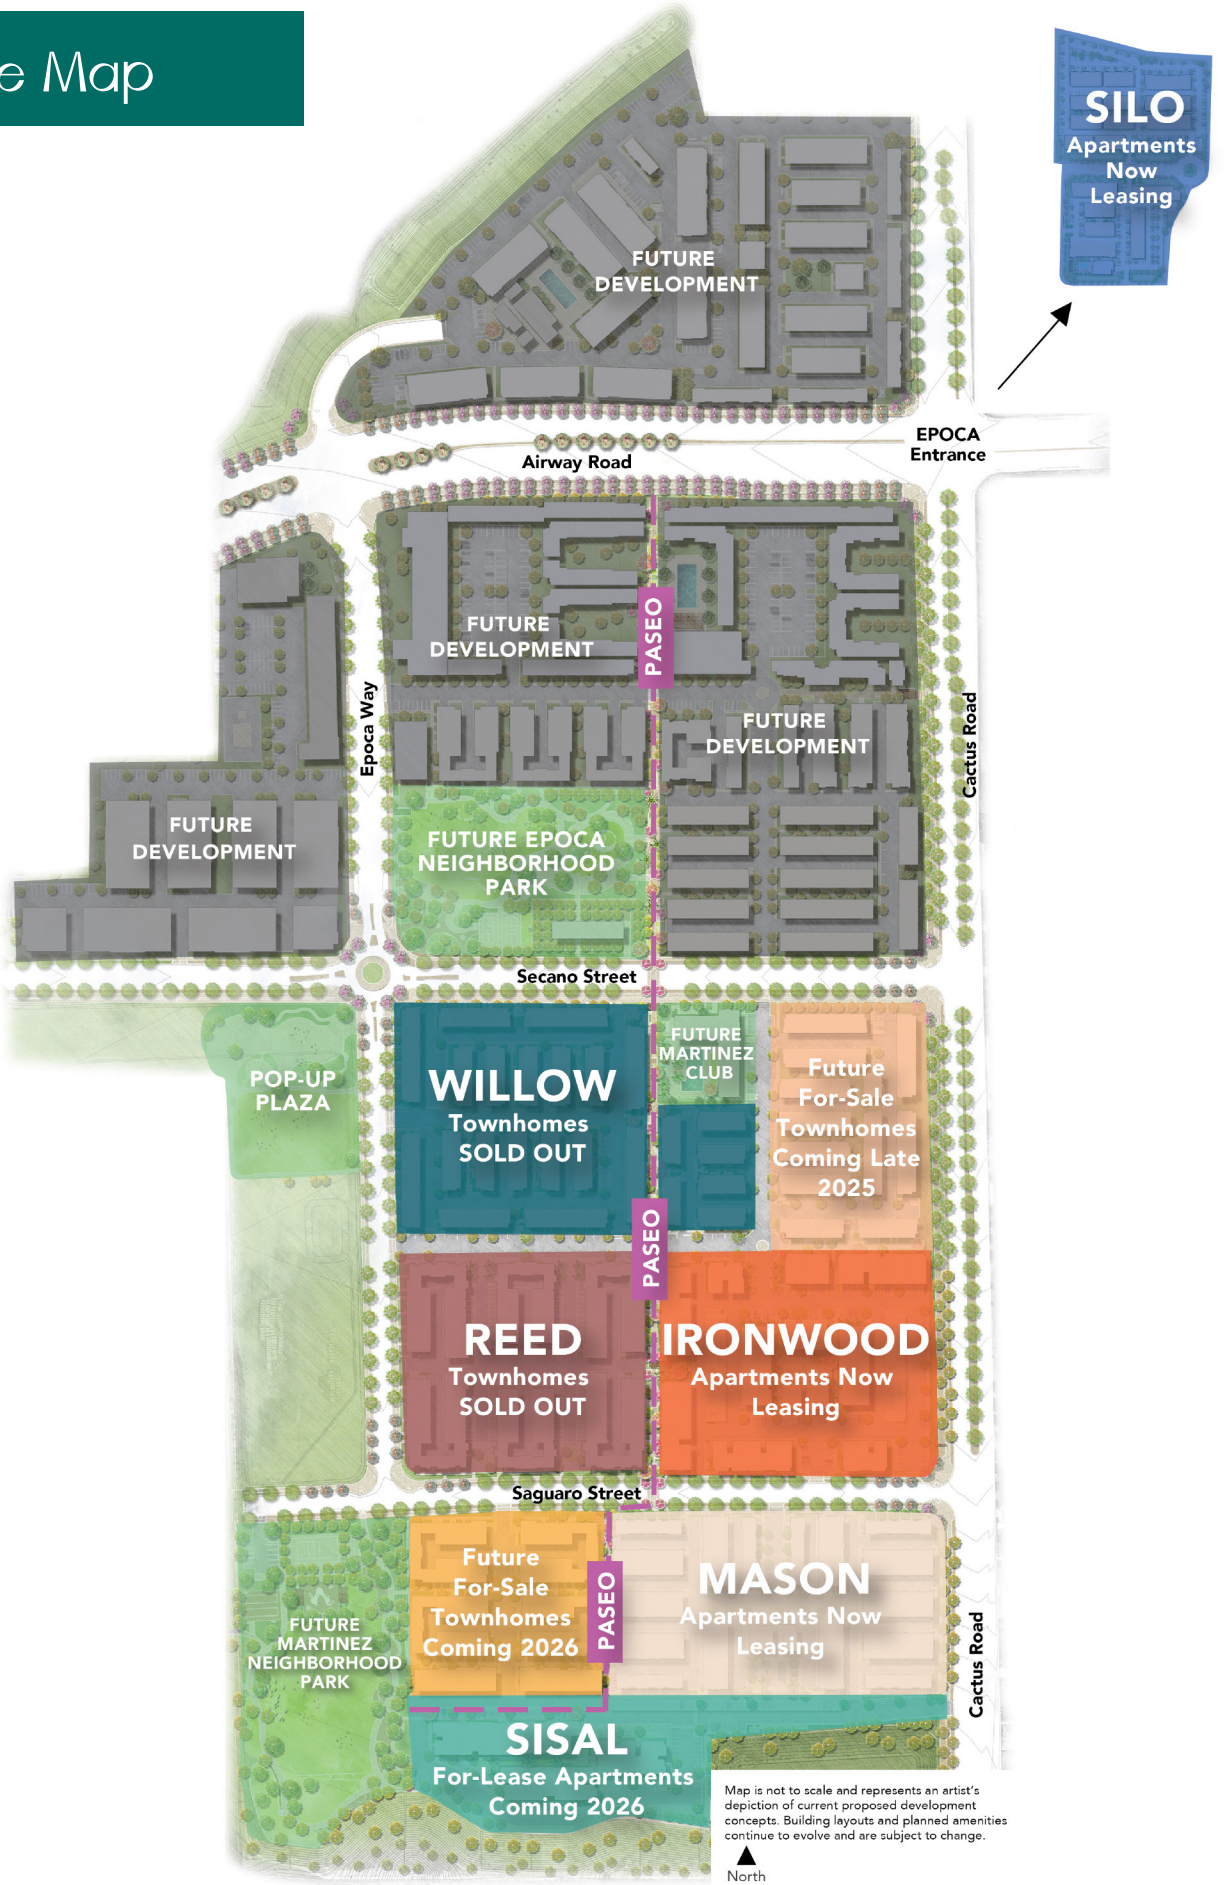 e Map
SILO
Apartments
Now
Leasing
FUTURE
DEVELOPMENT
EPOCA
Entrance
Airway Road
FUTURE
DEVELOPMENT
PASEO
FUTURE
DEVELOPMENT
Epoca Way
Cactus Road
FUTURE
DEVELOPMENT
FUTURE EPOCA
NEIGHBORHOOD
PARK
Secano Street
POP-UP
PLAZA
WILLOW
Townhomes
SOLD OUT
FUTURE
MARTINEZ
CLUB
Future
For-Sale
Townhomes
Coming Late
2025
PASEO
REED
Townhomes
SOLD OUT
IRONWOOD
Apartments Now
Leasing
Saguaro Street
Future
For-Sale
Townhomes
Coming 2026
PASEO
MASON
Apartments Now
Leasing
FUTURE
MARTINEZ
NEIGHBORHOOD
PARK
Cactus Road
SISAL
For-Lease Apartments
Coming 2026
Map is not to scale and represents an artist's
depiction of current proposed development
concepts. Building layouts and planned amenities
continue to evolve and are subject to change.
North